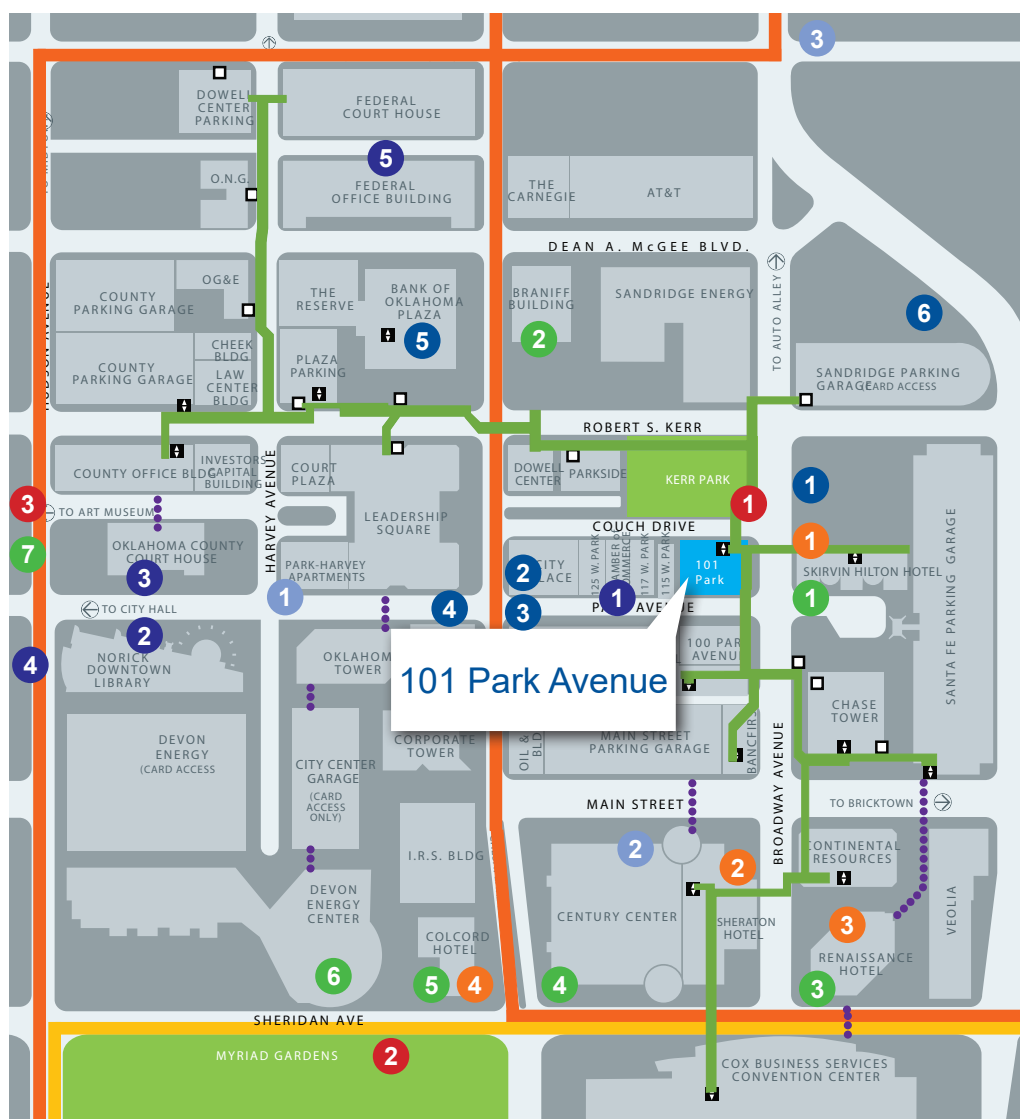 3
DOWELL
CENTER
PARKING
FEDERAL
COURT HOUSE
5
O.N.G.
FEDERAL
OFFICE BUILDING
THE
CARNEGIE
AT&T
DEAN A. McGEE BLVD.
HUDSON AVENUE
COUNTY
PARKING GARAGE
OG&E
THE
RESERVE
BANK OF
OKLAHOMA
PLAZA
5
BRANIFF
BUILDING
2
SANDRIDGE ENERGY
TO AUTO ALLEY
6
COUNTY
PARKING GARAGE
CHEEK
BLDG
LAW
CENTER
BLDG
PLAZA
PARKING
SANDRIDGE PARKING
GARAGE
(CARD ACCESS
ROBERT S. KERR
COUNTY OFFICE BLDG
INVESTORS
CAPITAL
BUILDING
HARVEY AVENUE
COURT
PLAZA
DOWELL
CENTER
PARKSIDE
KERR PARK
1
1
3
TO ART MUSEUM
LEADERSHIP
SQUARE
COUCH DRIVE
7
OKLAHOMA COUNTY
COURT HOUSE
3
PARK-HARVEY
APARTMENTS
1
2
125 W. PARK
117 W. PARK
115 W. PARK
101
Park
1
SKIRVIN HILTON HOTEL
1
SANTA FE PARKING GARAGE
TO CITY HALL
4
3
1
2
4
NORICK
DOWNTOWN
LIBRARY
OKLAHOMA
TOWER
101 Park Avenue
100 PARK
AVENUE
CHASE
TOWER
DEVON
ENERGY
(CARD ACCESS
CITY CENTER
GARAGE
(CARD
ACCESS
ONLY)
CORPORATE
TOWER
MAIN STREET
PARKING GARAGE
BROADWAY AVENUE
MAIN STREET
TO BRICKTOWN
I.R.S. BLDG
2
2
CONTINENTAL
RESOURCES
DEVON
ENERGY
CENTER
6
COLCORD
HOTEL
5
4
CENTURY CENTER
4
SHERATON
HOTEL
3
RENAISSANCE
HOTEL
3
VEOLIA
SHERIDAN AVE
MYRIAD GARDENS
2
COX BUSINESS SERVICES
CONVENTION CENTER